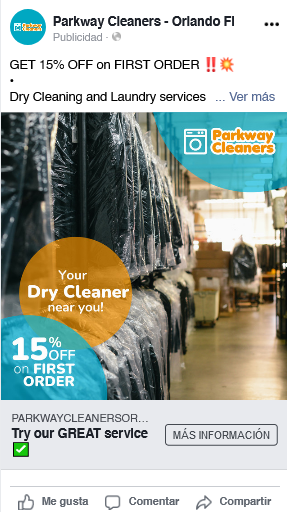 Parkway Cleaners - Orlando Fl
Publicidad ·
GET 15% OFF on FIRST ORDER ‼️💥
•
Dry Cleaning and Laundry services ... Ver más
Parkway
Cleaners
Your
Dry Cleaner
near you!
15% OFF
on FIRST
ORDER
PARKWAYCLEANERSOR...
Try our GREAT service
✅
MÁS INFORMACIÓN
Me gusta Comentar Compartir